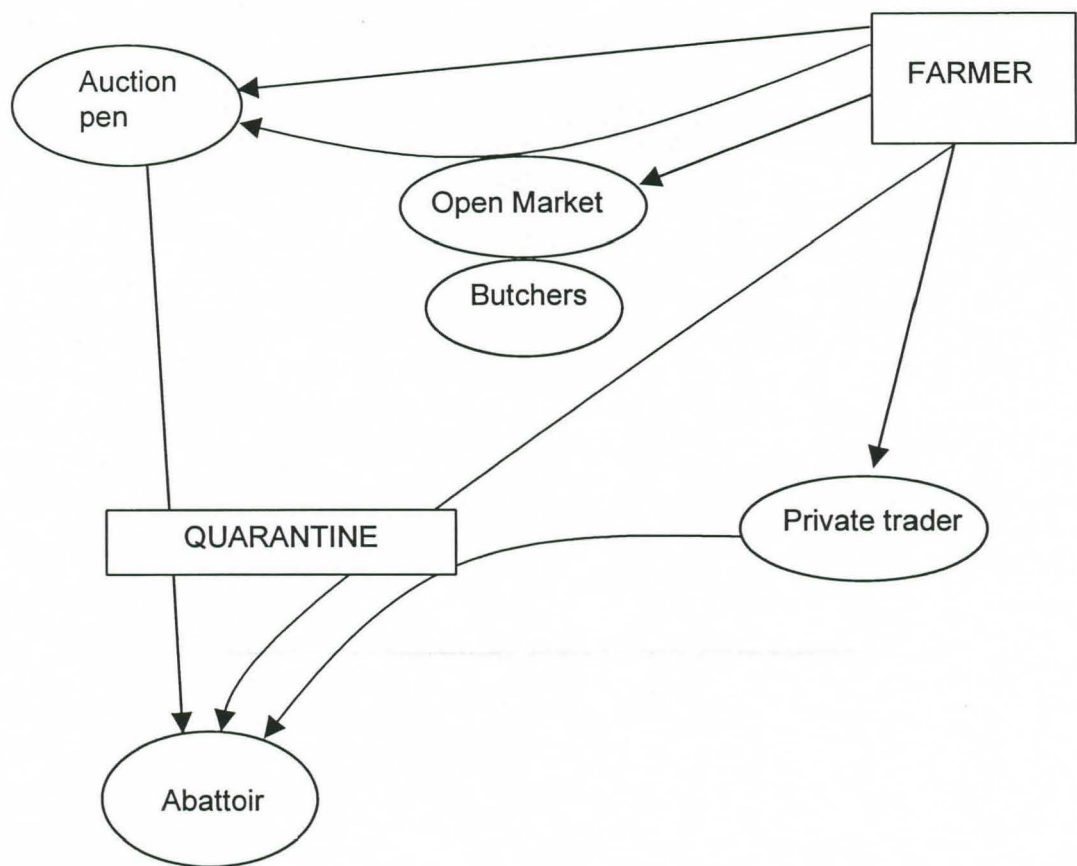 Auction
pen
FARMER
Open Market
Butchers
QUARANTINE
Private trader
Abattoir